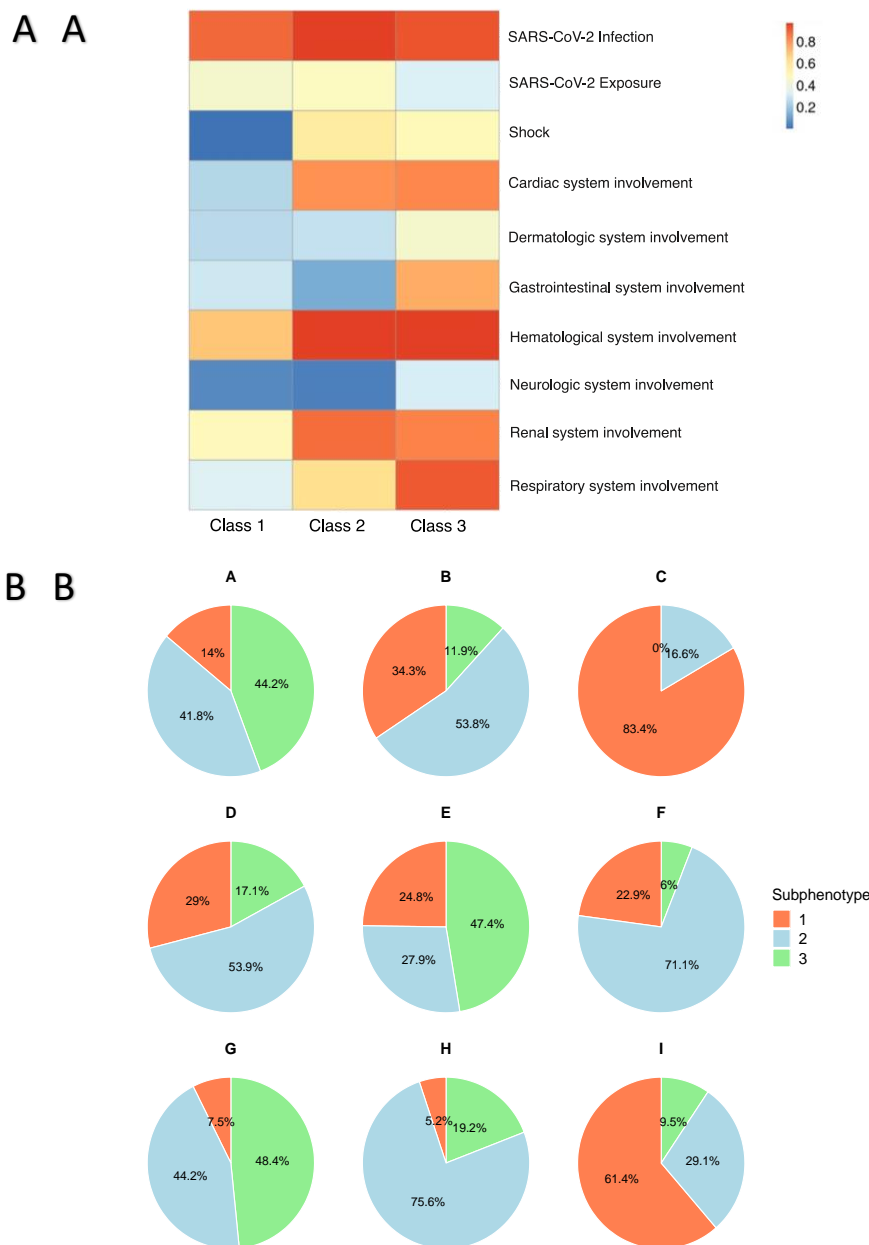 A A
SARS-CoV-2 Infection
SARS-CoV-2 Exposure
Shock
Cardiac system involvement
Dermatologic system involvement
Gastrointestinal system involvement
Hematological system involvement
Neurologic system involvement
Renal system involvement
Respiratory system involvement
0.8
0.6
0.4
0.2
Class 1 Class 2 Class 3
B B
A B C
14% 44.2% 41.8%
34.3% 11.9% 53.8%
0% 16.6% 83.4%
D E F
29% 17.1% 53.9%
24.8% 47.4% 27.9%
22.9% 6% 71.1%
Subphenotype
1
2
3
G H I
7.5% 48.4% 44.2%
5.2% 19.2% 75.6%
9.5% 29.1% 61.4%